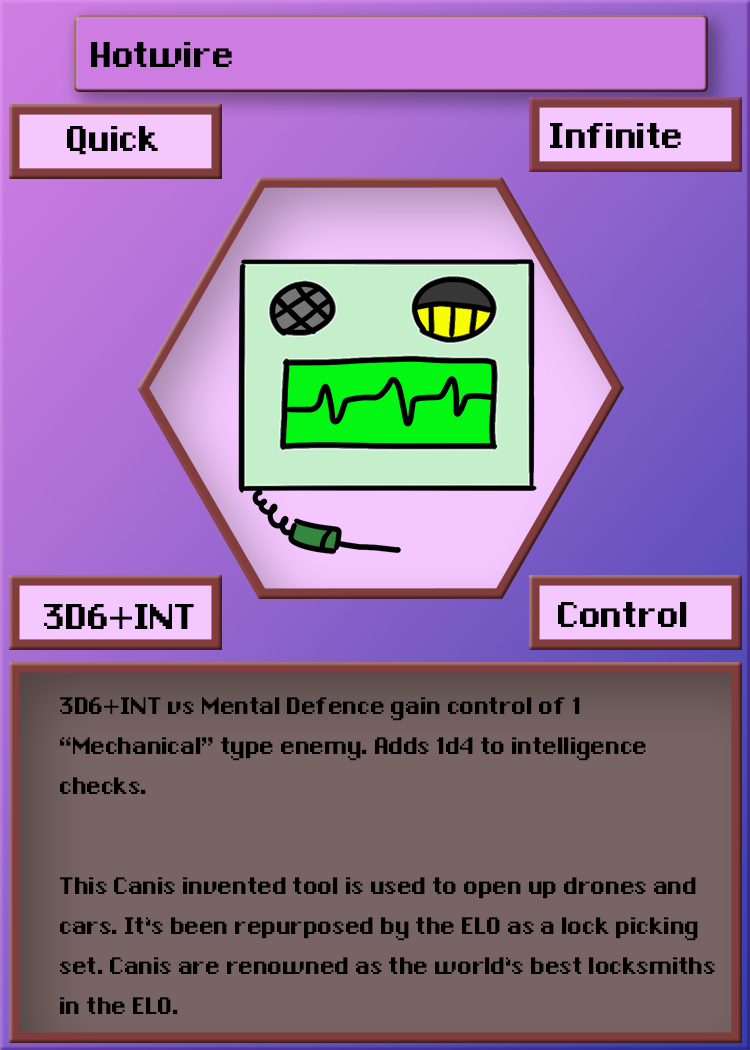 Hotwire
Quick
Infinite
3D6+INT
Control
3D6+INT vs Mental Defence gain control of 1
“Mechanical” type enemy. Adds 1d4 to intelligence
checks.
This Canis invented tool is used to open up drones and
cars. It's been repurposed by the ELO as a lock picking
set. Canis are renowned as the world's best locksmiths
in the ELO.